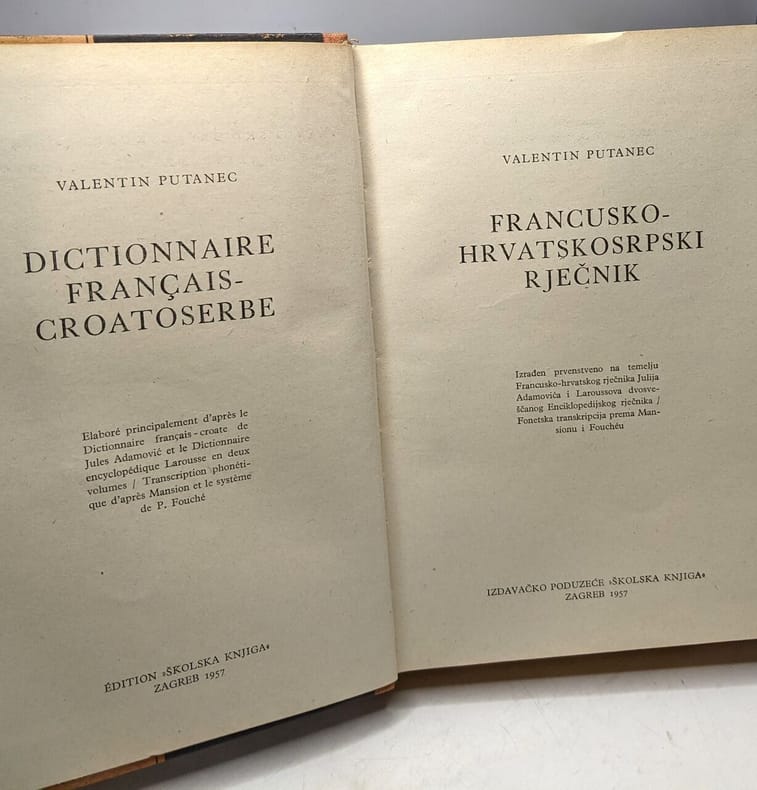 VALENTIN PUTANEC
DICTIONNAIRE
FRANÇAIS-
CROATOSERBE
Elaboré principalement d'après le
Dictionnaire français-croate de
Jules Adamović et le Dictionnaire
encyclopédique Larousse en deux
volumes / Transcription phonéti-
que d'après Mansion et le système
de P. Fouché
ÉDITION »ŠKOLSKA KNJIGA«
ZAGREB 1957
VALENTIN PUTANEC
FRANCUSKO-
HRVATSKOSRPSKI
RJEČNIK
Izrađen prvenstveno na temelju
Francusko-hrvatskog rječnika Julija
Adamovića i Laroussova dvosve-
ščanog Enciklopedijskog rječnika /
Fonetska transkripcija prema Man-
sionu i Fouchéu
IZDAVAČKO PODUZEĆE »ŠKOLSKA KNJIGA«
ZAGREB 1957